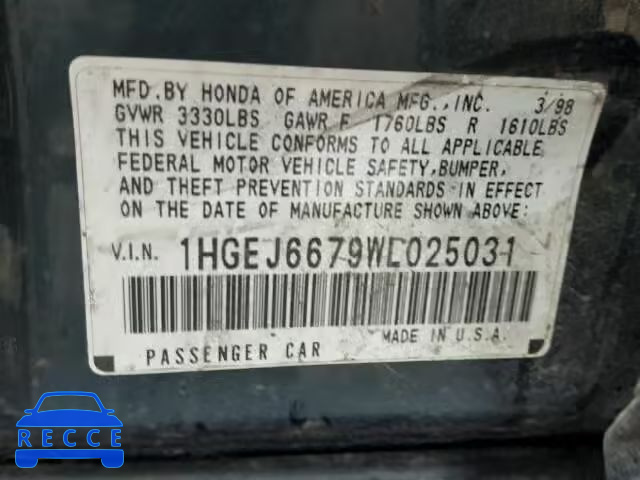 MFD.BY HONDA OF AMERICA MFG.,INC. 3/98
GVWR 3330LBS GAWR F 1760LBS R 1610LBS
THIS VEHICLE CONFORMS TO ALL APPLICABLE
FEDERAL MOTOR VEHICLE SAFETY,BUMPER,
AND THEFT PREVENTION STANDARDS IN EFFECT
ON THE DATE OF MANUFACTURE SHOWN ABOVE:
V.I.N. 1HGEJ6679WL025031
PASSENGER CAR MADE IN U.S.A.
RECCE